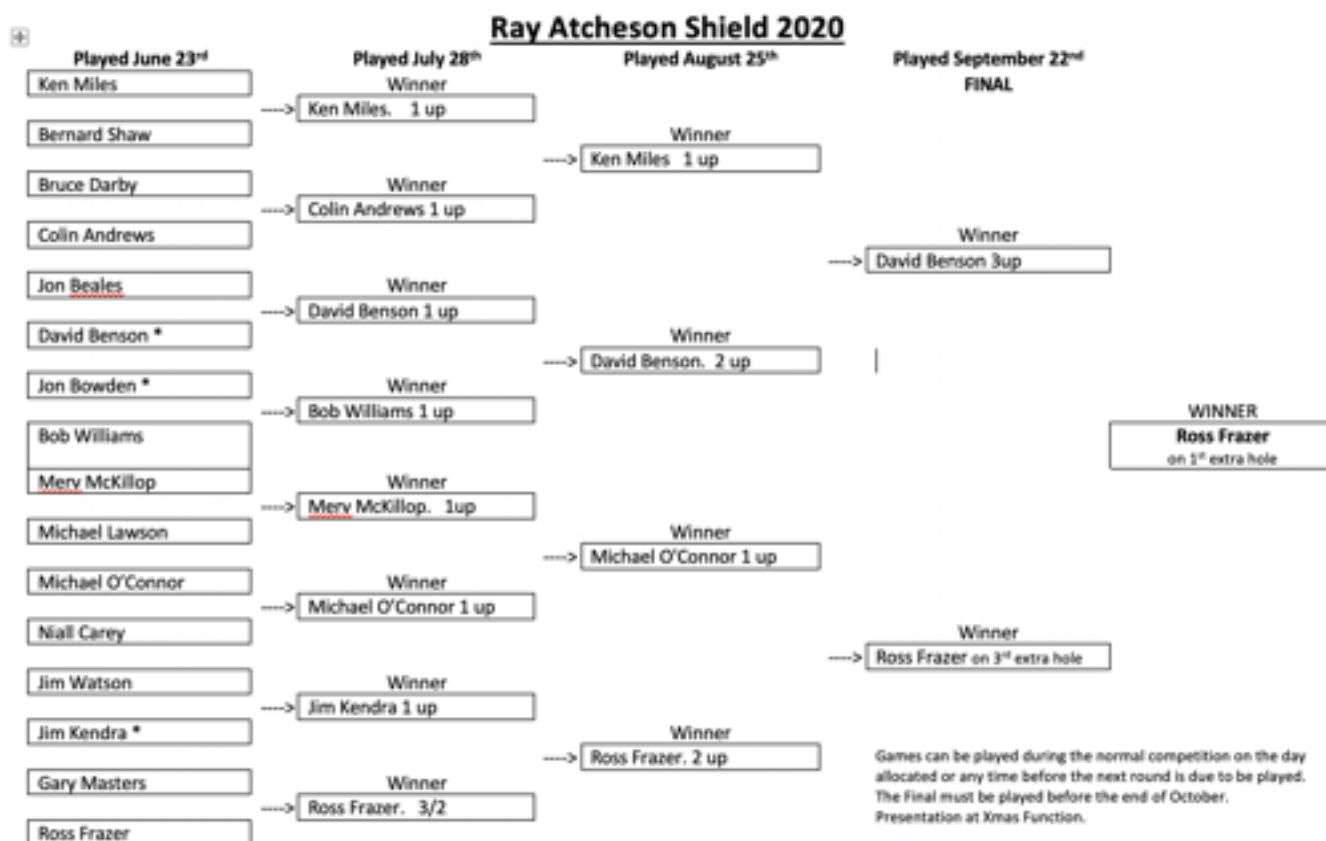 Ray Atcheson Shield 2020
Played June 23rd
Played July 28th
Played August 25th
Played September 22nd
FINAL
Ken Miles
Bernard Shaw
Bruce Darby
Colin Andrews
Jon Beales
David Benson *
Jon Bowden *
Bob Williams
Merv McKillop
Michael Lawson
Michael O'Connor
Niall Carey
Jim Watson
Jim Kendra *
Gary Masters
Ross Frazer
Winner
----> Ken Miles. 1 up
Winner
----> Colin Andrews 1 up
Winner
----> David Benson 1 up
Winner
----> Bob Williams 1 up
Winner
----> Merv McKillop. 1up
Winner
----> Michael O'Connor 1 up
Winner
----> Jim Kendra 1 up
Winner
----> Ross Frazer. 3/2
Winner
----> Ken Miles 1 up
Winner
----> David Benson. 2 up
Winner
----> Michael O'Connor 1 up
Winner
----> Ross Frazer. 2 up
Winner
----> David Benson 3up
Winner
----> Ross Frazer on 3rd extra hole
WINNER
Ross Frazer
on 1st extra hole
Games can be played during the normal competition on the day
allocated or any time before the next round is due to be played.
The Final must be played before the end of October.
Presentation at Xmas Function.